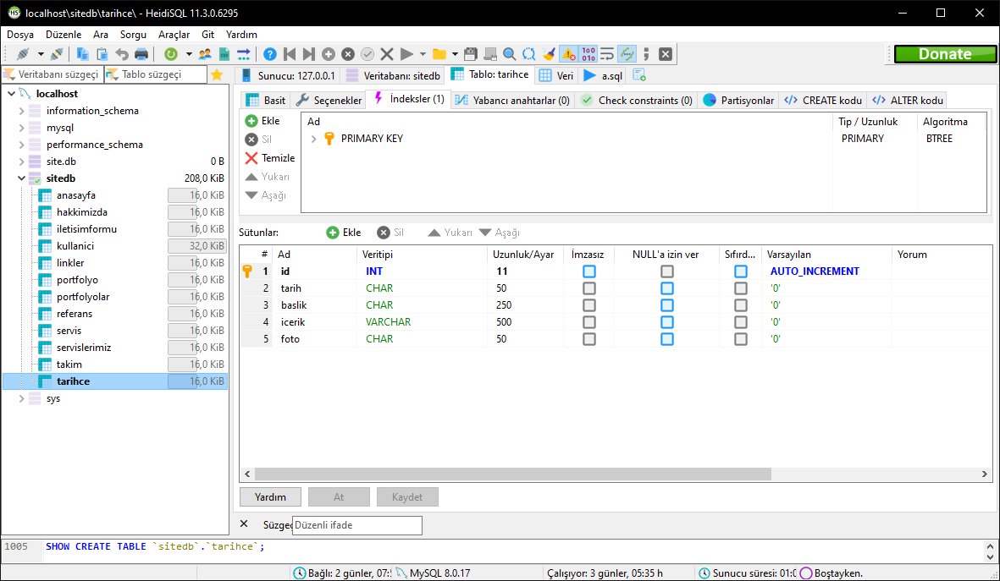 localhost\sitedb\tarihce\ - HeidiSQL 11.3.0.6295
Dosya Düzenle Ara Sorgu Araçlar Git Yardım
Donate
Veritabanı süzgeci Tablo süzgeci
Sunucu: 127.0.0.1 Veritabanı: sitedb Tablo: tarihce Veri a.sql
localhost
information_schema
mysql
performance_schema
site.db 0 B
sitedb 208,0 KiB
anasayfa 16,0 KiB
hakkimizda 16,0 KiB
iletisimformu 16,0 KiB
kullanici 32,0 KiB
linkler 16,0 KiB
portfolyo 16,0 KiB
portfolyolar 16,0 KiB
referans 16,0 KiB
servis 16,0 KiB
servislerimiz 16,0 KiB
takim 16,0 KiB
tarihce 16,0 KiB
sys
Basit Seçenekler İndeksler (1) Yabancı anahtarlar (0) Check constraints (0) Partisyonlar CREATE kodu ALTER kodu
Ekle
Sil
Temizle
Yukarı
Aşağı
Ad Tip / Uzunluk Algoritma
PRIMARY KEY PRIMARY BTREE
Sütunlar: Ekle Sil Yukarı Aşağı
# Ad Veritipi Uzunluk/Ayar İmzasız NULL'a izin ver Sıfırd... Varsayılan Yorum
1 id INT 11 AUTO_INCREMENT
2 tarih CHAR 50 '0'
3 baslik CHAR 250 '0'
4 icerik VARCHAR 500 '0'
5 foto CHAR 50 '0'
Yardım At Kaydet
Süzgeç Düzenli ifade
1005 SHOW CREATE TABLE `sitedb`.`tarihce`;
Bağlı: 2 günler, 07: MySQL 8.0.17 Çalışıyor: 3 günler, 05:35 h Sunucu süresi: 01:0 Boştayken.